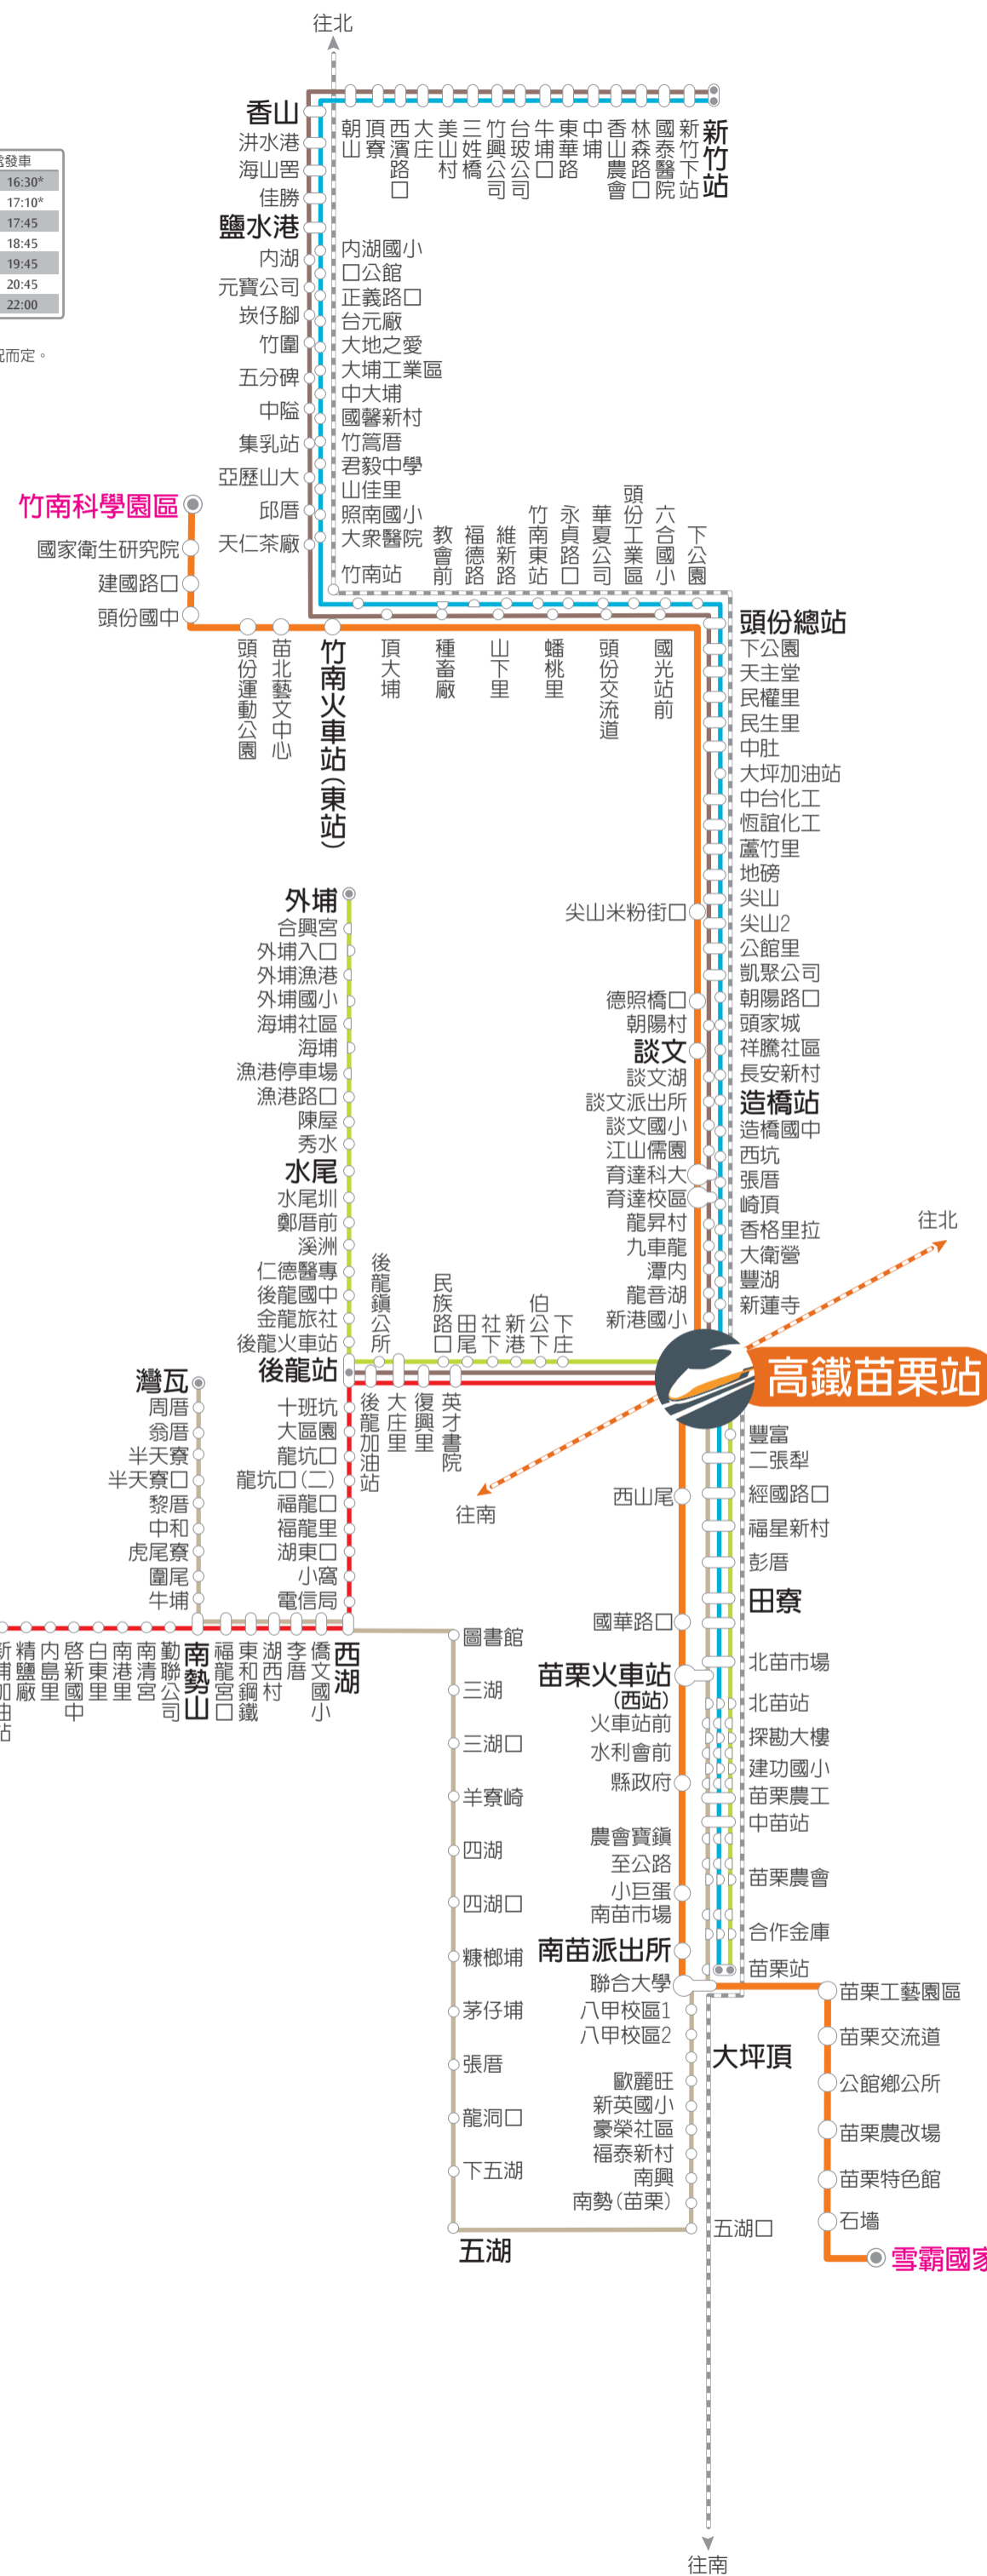 往北
香山
洪水港
海山罟
佳勝
鹽水港
內湖
元寶公司
崁仔腳
竹圍
五分碑
中隘
集乳站
亞歷山大
邱厝
天仁茶廠
朝山
頂寮
西濱路口
大庄
美山村
三姓橋
竹興公司
台玻公司
牛埔口
東華路
中埔
香山農會
林森路口
國泰醫院
新竹下站
新竹站
處發車
16:30*
17:10*
17:45
18:45
19:45
20:45
22:00
況而定。
內湖國小
口公館
正義路口
台元廠
大地之愛
大埔工業區
中大埔
國馨新村
竹篙厝
君毅中學
山佳里
照南國小
大眾醫院
竹南站
教會前
福德路
維新路
竹南東站
永貞路口
華夏公司
頭份工業區
六合國小
下公園
竹南科學園區
國家衛生研究院
建國路口
頭份國中
頭份運動公園
苗北藝文中心
竹南火車站(東站)
頂大埔
種畜廠
山下里
蟠桃里
頭份交流道
國光站前
頭份總站
下公園
天主堂
民權里
民生里
中肚
大坪加油站
中台化工
恆誼化工
蘆竹里
地磅
尖山
尖山2
公館里
凱聚公司
朝陽路口
頭家城
祥騰社區
長安新村
造橋站
造橋國中
西坑
張厝
崎頂
香格里拉
大衛營
豐湖
新蓮寺
尖山米粉街口
德照橋口
朝陽村
談文
談文湖
談文派出所
談文國小
江山儒園
育達科大
育達校區
龍昇村
九車龍
潭內
龍音湖
新港國小
外埔
合興宮
外埔入口
外埔漁港
外埔國小
海埔社區
海埔
漁港停車場
漁港路口
陳屋
秀水
水尾
水尾圳
鄭厝前
溪洲
仁德醫專
後龍國中
金龍旅社
後龍火車站
後龍站
後龍鎮公所
民族路口
田尾
社下
新港
伯公下
下庄
後龍加油站
大庄里
復興里
英才書院
往北
高鐵苗栗站
往南
灣瓦
周厝
翁厝
半天寮
半天寮口
黎厝
中和
虎尾寮
圍尾
牛埔
十班坑
大區園
龍坑口
龍坑口(二)
福龍口
福龍里
湖東口
小窩
電信局
新埔加油站
精鹽廠
內島里
啓新國中
白東里
南港里
南清宮
勤聯公司
南勢山
福龍宮口
東和鋼鐵
湖西村
李厝
僑文國小
西湖
圖書館
三湖
三湖口
羊寮崎
四湖
四湖口
糠榔埔
茅仔埔
張厝
龍洞口
下五湖
五湖
豐富
二張犁
經國路口
福星新村
彭厝
田寮
北苗市場
北苗站
探勘大樓
建功國小
苗栗農工
中苗站
苗栗農會
合作金庫
苗栗站
西山尾
國華路口
苗栗火車站
(西站)
火車站前
水利會前
縣政府
農會寶鎮
至公路
小巨蛋
南苗市場
南苗派出所
聯合大學
八甲校區1
八甲校區2
大坪頂
歐麗旺
新英國小
豪榮社區
福泰新村
南興
南勢(苗栗)
五湖口
苗栗工藝園區
苗栗交流道
公館鄉公所
苗栗農改場
苗栗特色館
石墻
雪霸國家
往南